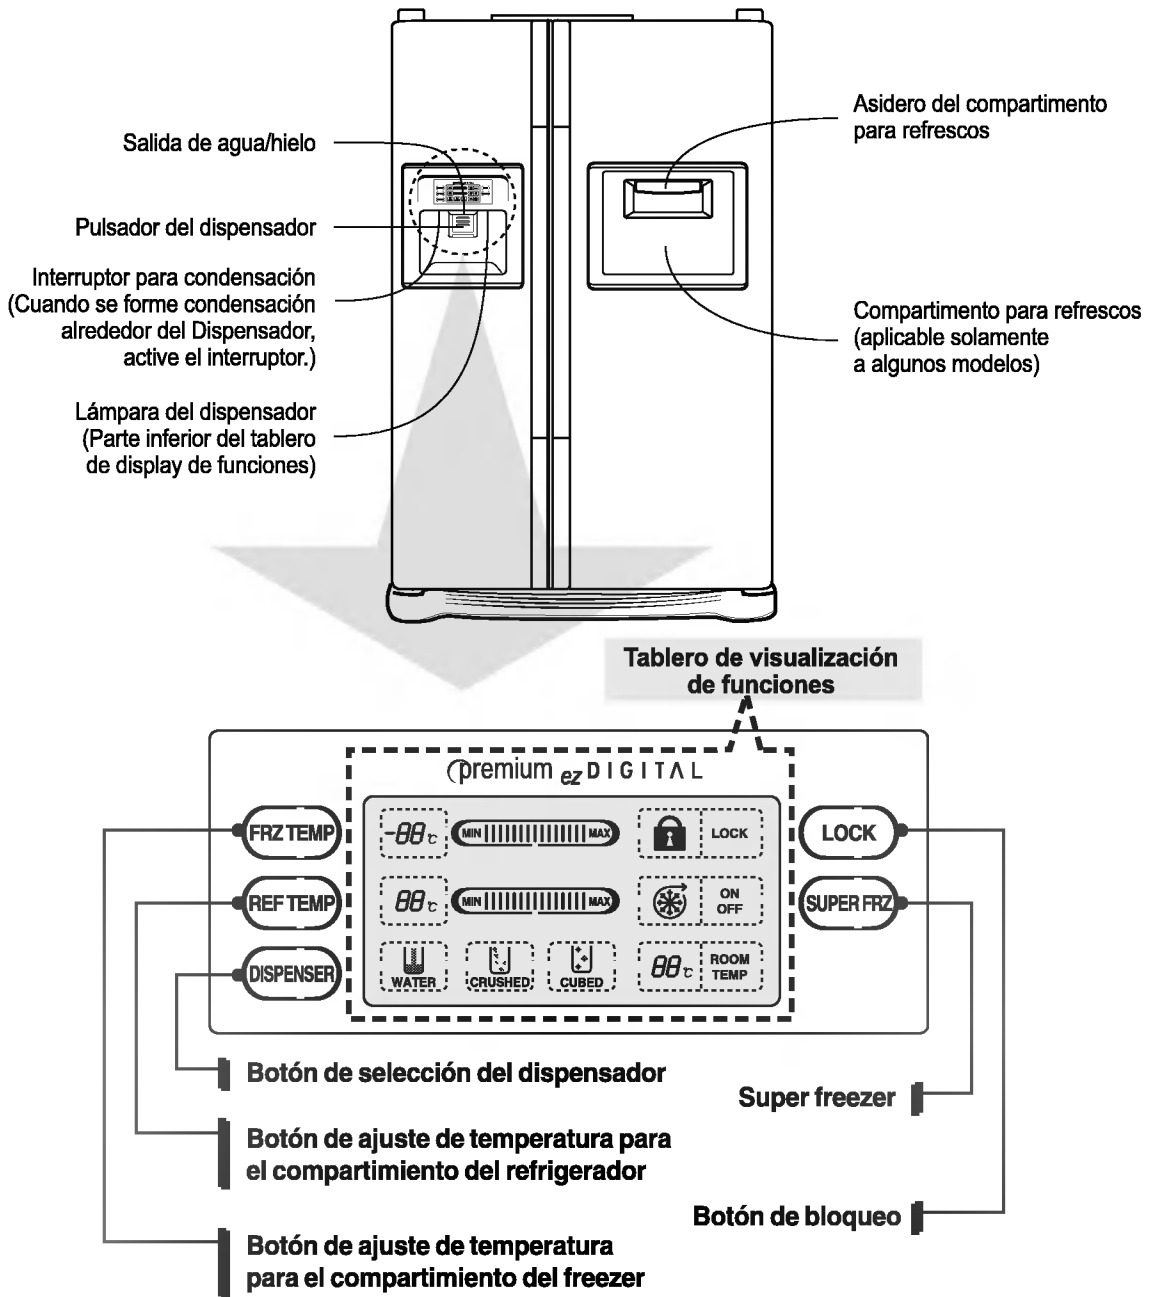 Salida de agua/hielo
Pulsador del dispensador
Interruptor para condensación
(Cuando se forme condensación
alrededor del Dispensador,
active el interruptor.)
Lámpara del dispensador
(Parte inferior del tablero
de display de funciones)
Asidero del compartimento
para refrescos
Compartimento para refrescos
(aplicable solamente
a algunos modelos)
Tablero de visualización
de funciones
premium ez DIGITAL
FRZ TEMP
-88 °C
MIN MAX
LOCK
LOCK
REF TEMP
88 °C
MIN MAX
ON
OFF
SUPER FRZ
DISPENSER
WATER
CRUSHED
CUBED
88 °C
ROOM
TEMP
Botón de selección del dispensador
Super freezer
Botón de ajuste de temperatura para
el compartimiento del refrigerador
Botón de bloqueo
Botón de ajuste de temperatura
para el compartimiento del freezer